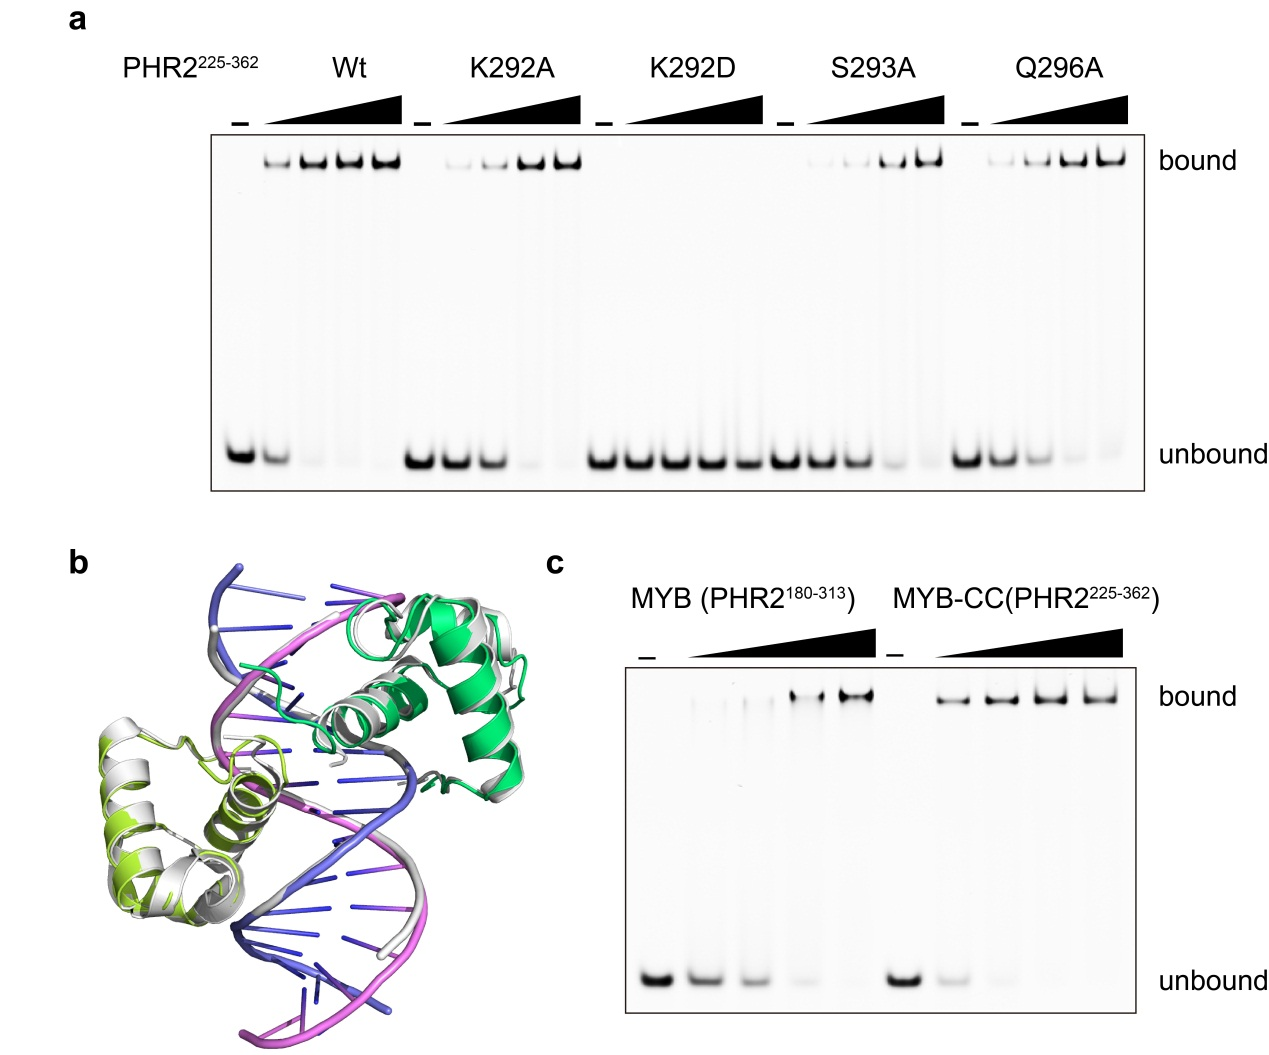 a
PHR2²²⁵⁻³⁶² Wt K292A K292D S293A Q296A
– – – – –
bound
unbound
b c
MYB (PHR2¹⁸⁰⁻³¹³) MYB-CC(PHR2²²⁵⁻³⁶²)
– –
bound
unbound